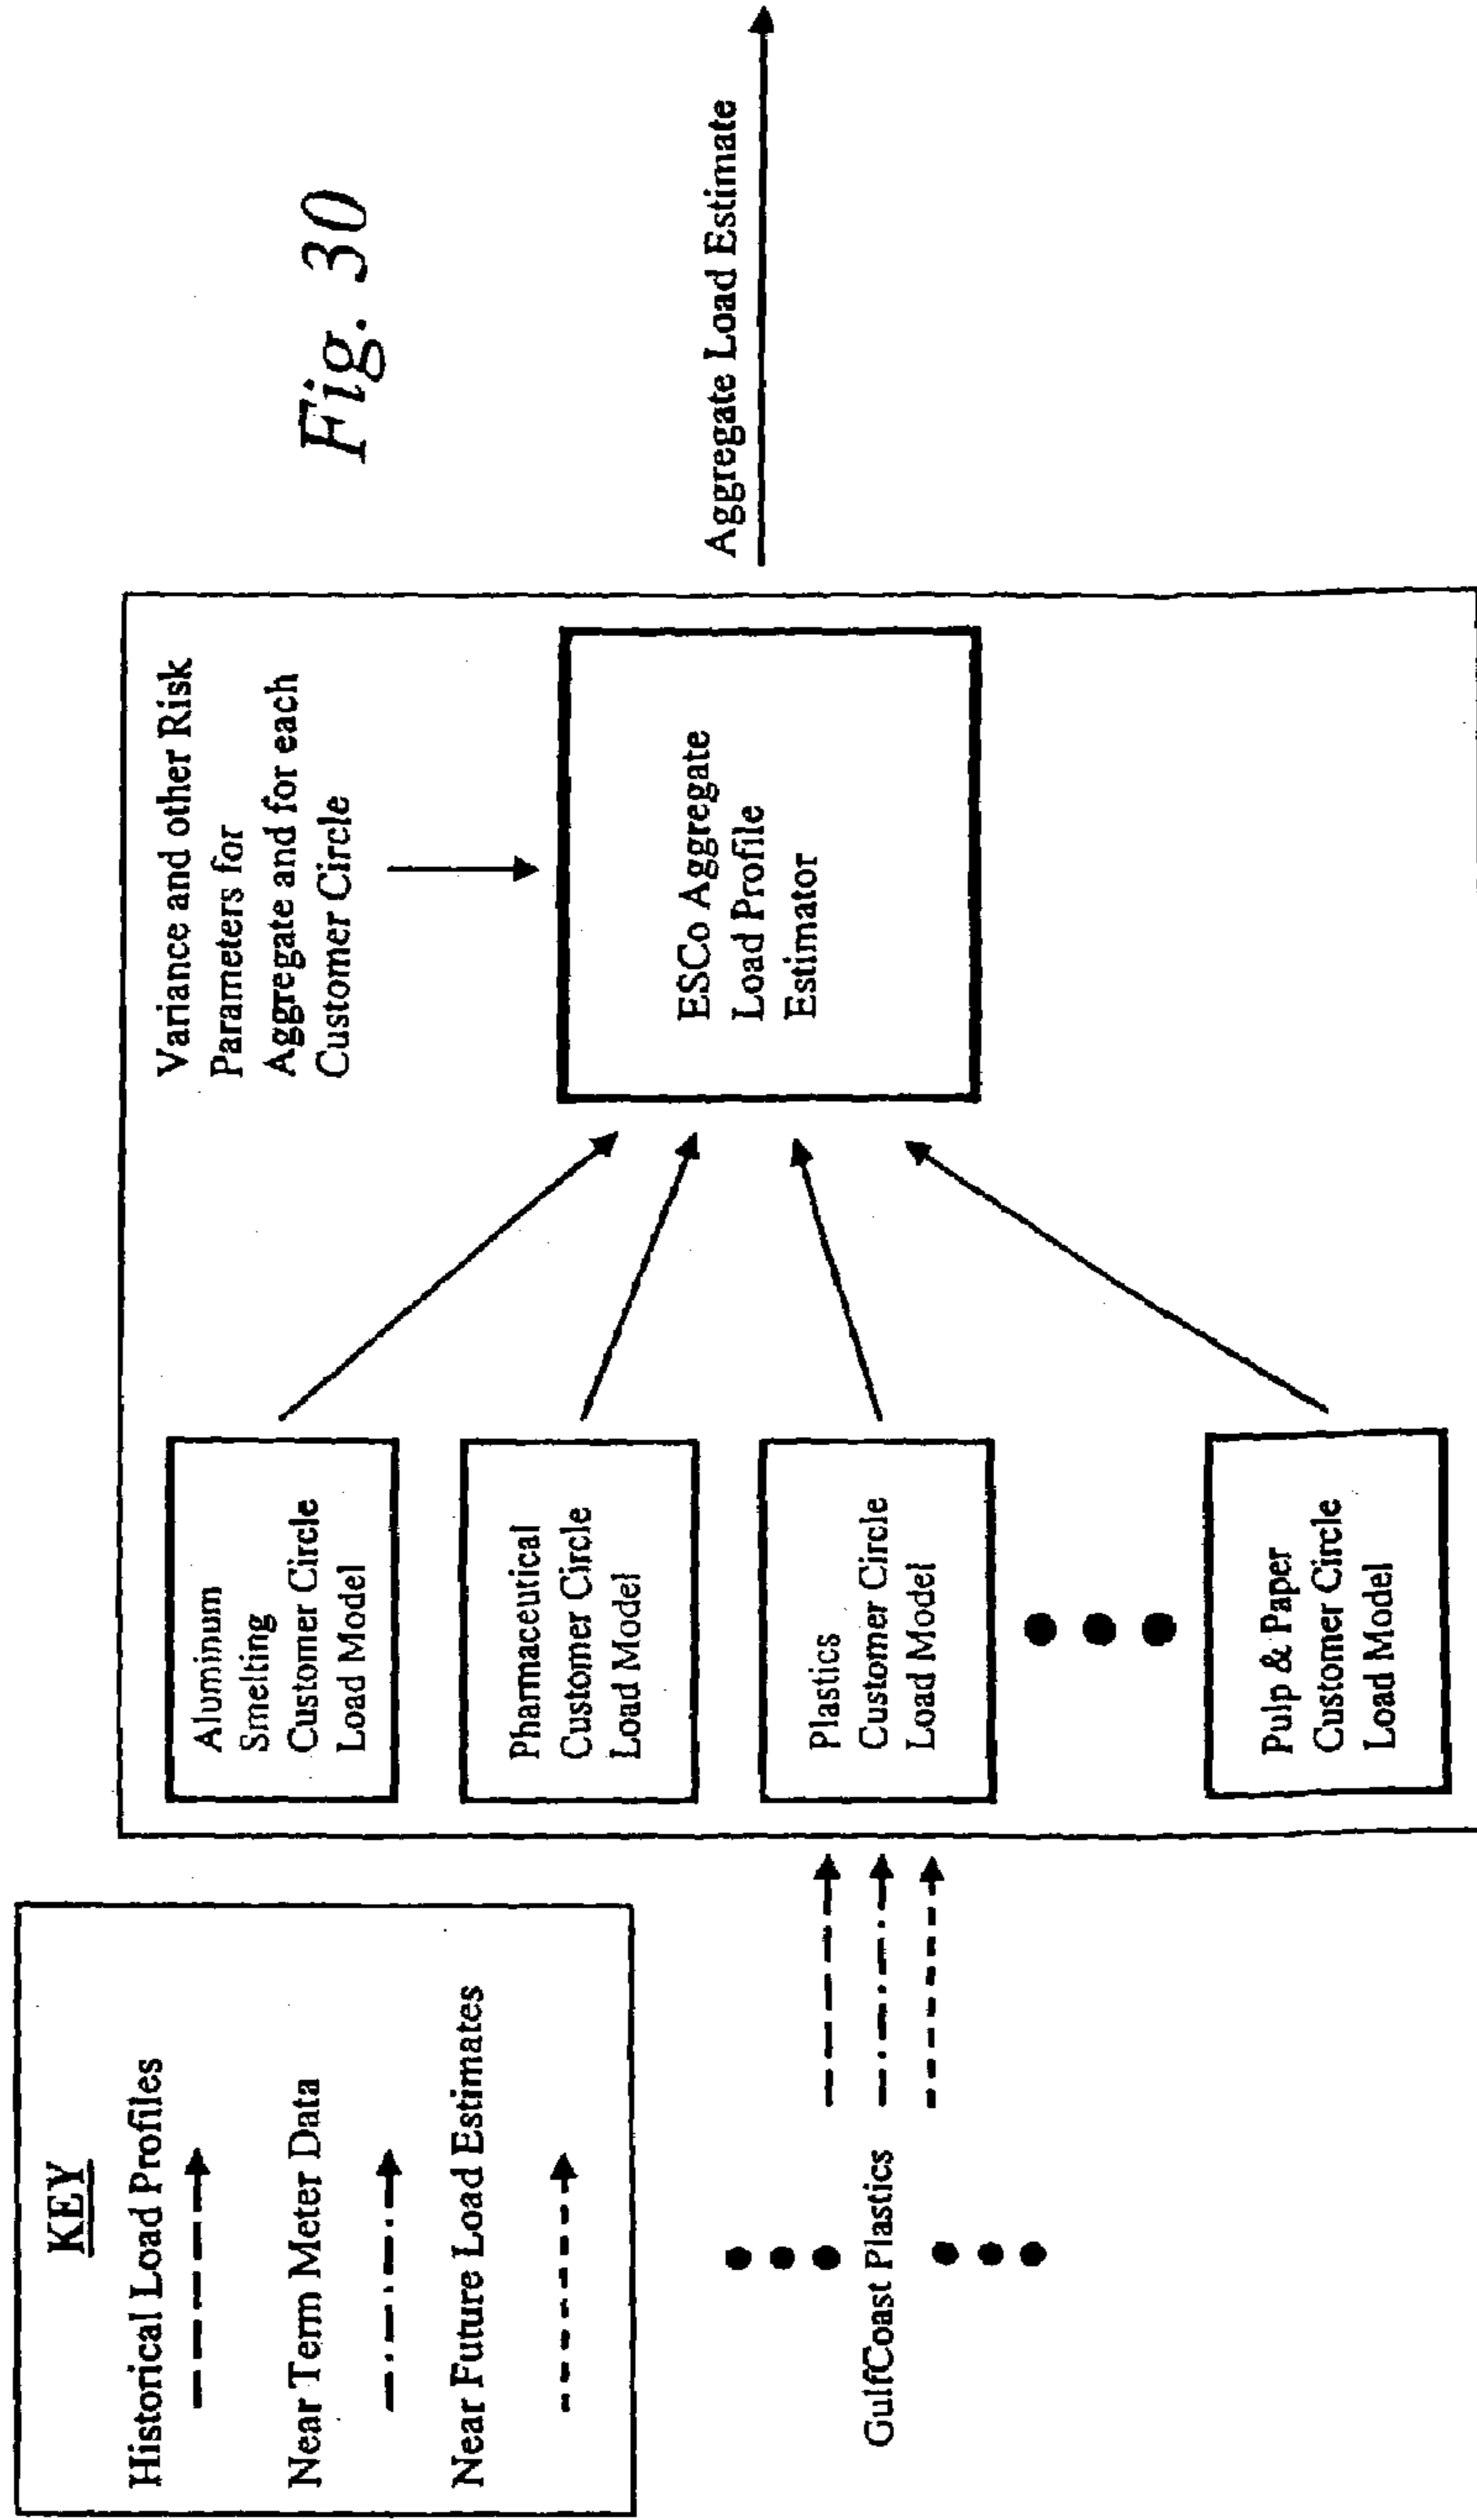 KEY
Historical Load Profiles
Near Term Meter Data
Near Future Load Estimates
GulfCoast Plastics
Aluminum
Smelting
Customer Circle
Load Model
Pharmaceutical
Customer Circle
Load Model
Plastics
Customer Circle
Load Model
Pulp & Paper
Customer Circle
Load Model
Variance and other Risk
Parameters for
Aggregate and for each
Customer Circle
ESCo Aggregate
Load Profile
Estimator
Aggregate Load Estimate
Fig. 30